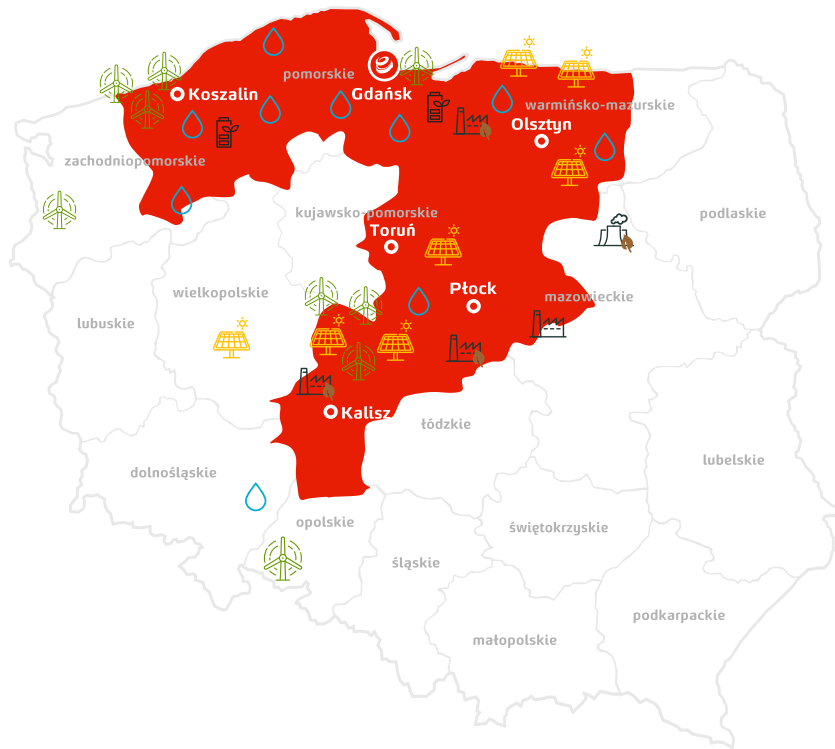 pomorskie
Gdańsk
Koszalin
warmińsko-mazurskie
Olsztyn
zachodniopomorskie
kujawsko-pomorskie
Toruń
podlaskie
wielkopolskie
Płock
mazowieckie
lubuskie
Kalisz
łódzkie
dolnośląskie
lubelskie
opolskie
świętokrzyskie
śląskie
podkarpackie
małopolskie